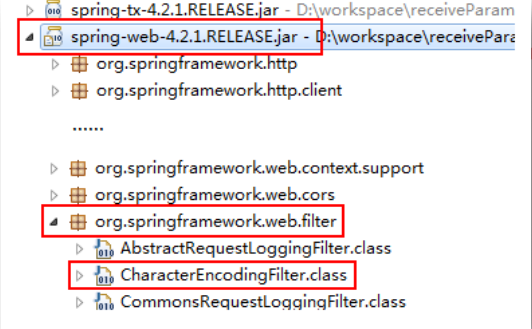 spring-tx-4.2.1.RELEASE.jar - D:\workspace\receiveParam
spring-web-4.2.1.RELEASE.jar - D:\workspace\receivePara
org.springframework.http
org.springframework.http.client
......
org.springframework.web.context.support
org.springframework.web.cors
org.springframework.web.filter
AbstractRequestLoggingFilter.class
CharacterEncodingFilter.class
CommonsRequestLoggingFilter.class